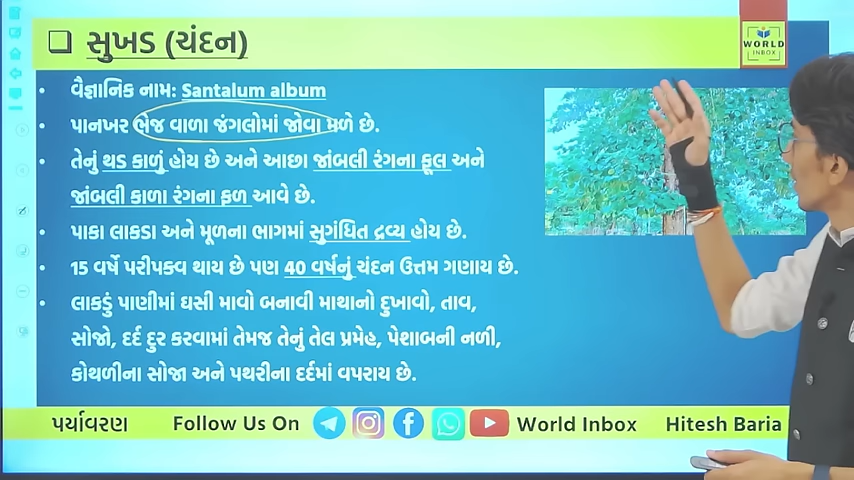 સુખડ (ચંદન)
WORLD
INBOX
વૈજ્ઞાનિક નામ: Santalum album
પાનખર ભેજ વાળા જંગલોમાં જોવા મળે છે.
તેનું થડ કાળું હોય છે અને આછા જાંબલી રંગના ફૂલ અને
જાંબલી કાળા રંગના ફળ આવે છે.
પાકા લાકડા અને મૂળના ભાગમાં સુગંધિત દ્રવ્ય હોય છે.
15 વર્ષે પરીપક્વ થાય છે પણ 40 વર્ષનું ચંદન ઉત્તમ ગણાય છે.
લાકડું પાણીમાં ઘસી માવો બનાવી માથાનો દુખાવો, તાવ,
સોજો, દર્દ દુર કરવામાં તેમજ તેનું તેલ પ્રમેહ, પેશાબની નળી,
કોથળીના સોજા અને પથરીના દર્દમાં વપરાય છે.
પર્યાવરણ Follow Us On World Inbox Hitesh Baria